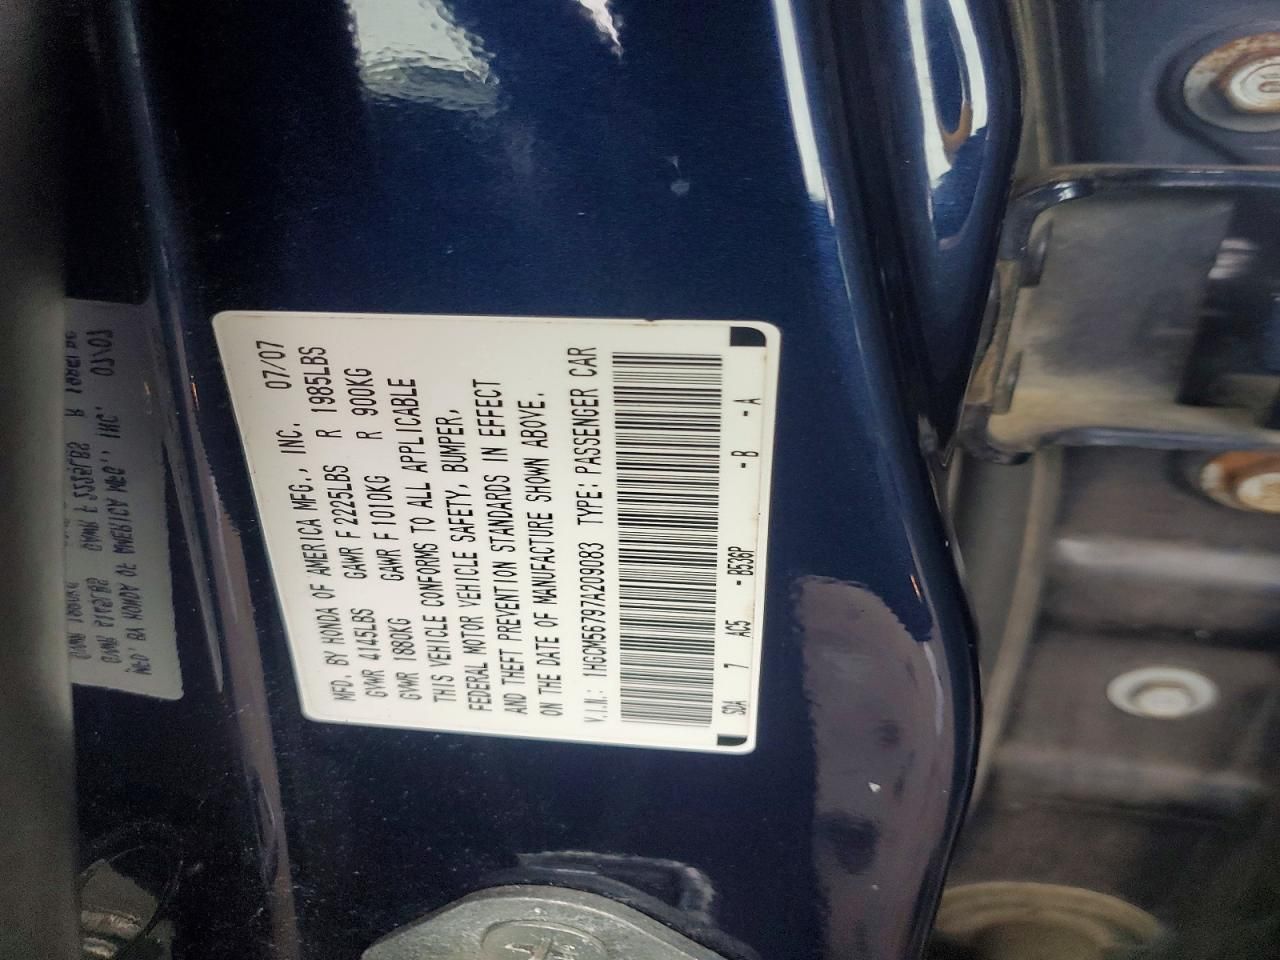 MFD. BY HONDA OF AMERICA MFG., INC. 07/07
GVWR 4145LBS GAWR F 2225LBS R 1985LBS
GVWR 1880KG GAWR F 1010KG R 900KG
THIS VEHICLE CONFORMS TO ALL APPLICABLE
FEDERAL MOTOR VEHICLE SAFETY, BUMPER,
AND THEFT PREVENTION STANDARDS IN EFFECT
ON THE DATE OF MANUFACTURE SHOWN ABOVE.
V.I.N.: 1HGCM56797A209083 TYPE: PASSENGER CAR
SDA 7 AC5 - B536P - B - A